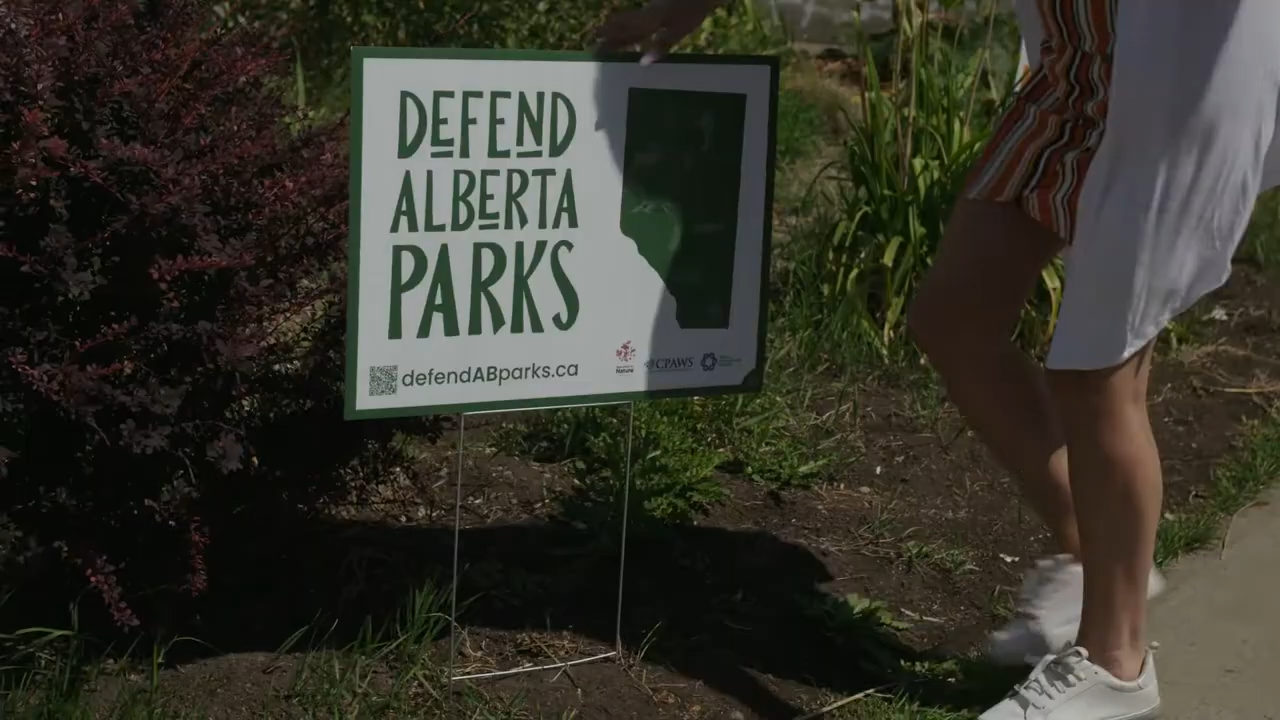 DEFEND
ALBERTA
PARKS
defendABparks.ca
Nature
CPAWS